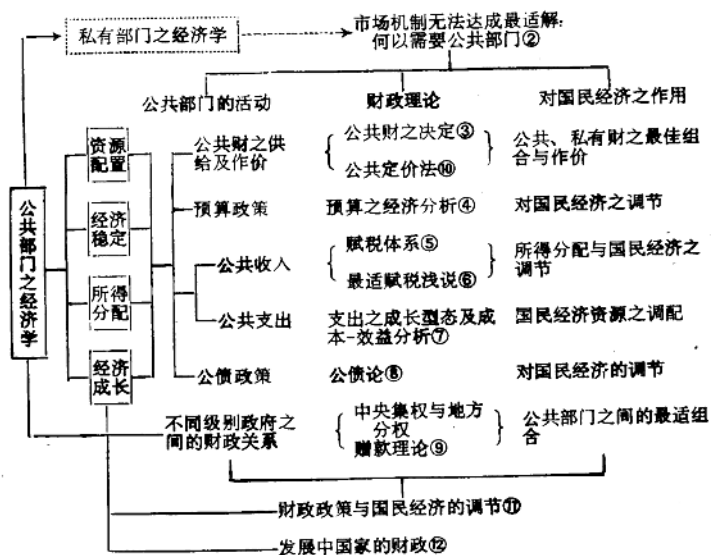 私有部门之经济学
市场机制无法达成最适解:
何以需要公共部门②
公共部门的活动
财政理论
对国民经济之作用
公共部门之经济学
资源
配置
经济
稳定
所得
分配
经济
成长
公共财之供
给及作价
公共财之决定③
公共定价法⑩
公共、私有财之最佳组
合与作价
预算政策
预算之经济分析④
对国民经济之调节
公共收入
赋税体系⑤
最适赋税浅说⑥
所得分配与国民经济之
调节
公共支出
支出之成长型态及成
本-效益分析⑦
国民经济资源之调配
公债政策
公债论⑧
对国民经济的调节
不同级别政府之
间的财政关系
中央集权与地方
分权
赠款理论⑨
公共部门之间的最适组
合
财政政策与国民经济的调节⑪
发展中国家的财政⑫